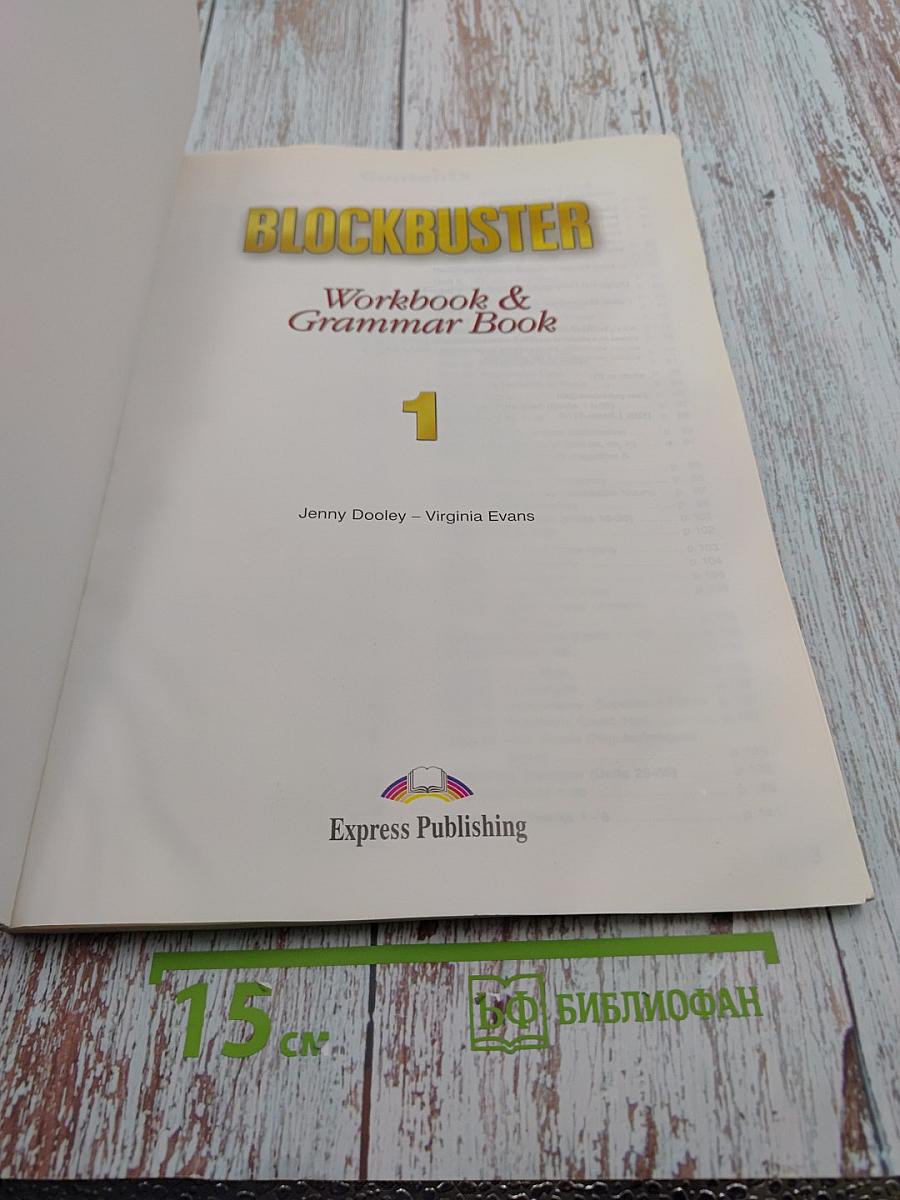 BLOCKBUSTER
Workbook &
Grammar Book
1
Jenny Dooley – Virginia Evans
Express Publishing
15 см
БФ БИБЛИОФАН